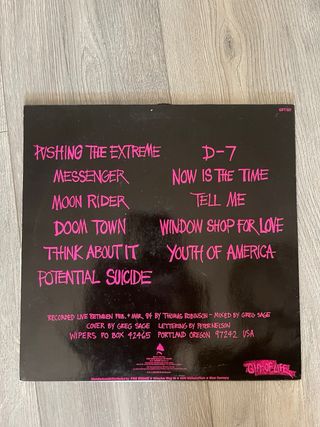 PUSHING THE EXTREME
MESSENGER
MOON RIDER
DOOM TOWN
THINK ABOUT IT
POTENTIAL SUICIDE
D-7
NOW IS THE TIME
TELL ME
WINDOW SHOP FOR LOVE
YOUTH OF AMERICA
RECORDED LIVE BETWEEN FEB. + MAR. 84 BY THOMAS ROBINSON - MIXED BY GREG SAGE
COVER BY GREG SAGE LETTERING BY PETER NELSON
WIPERS PO BOX 42465 PORTLAND OREGON 97242 USA